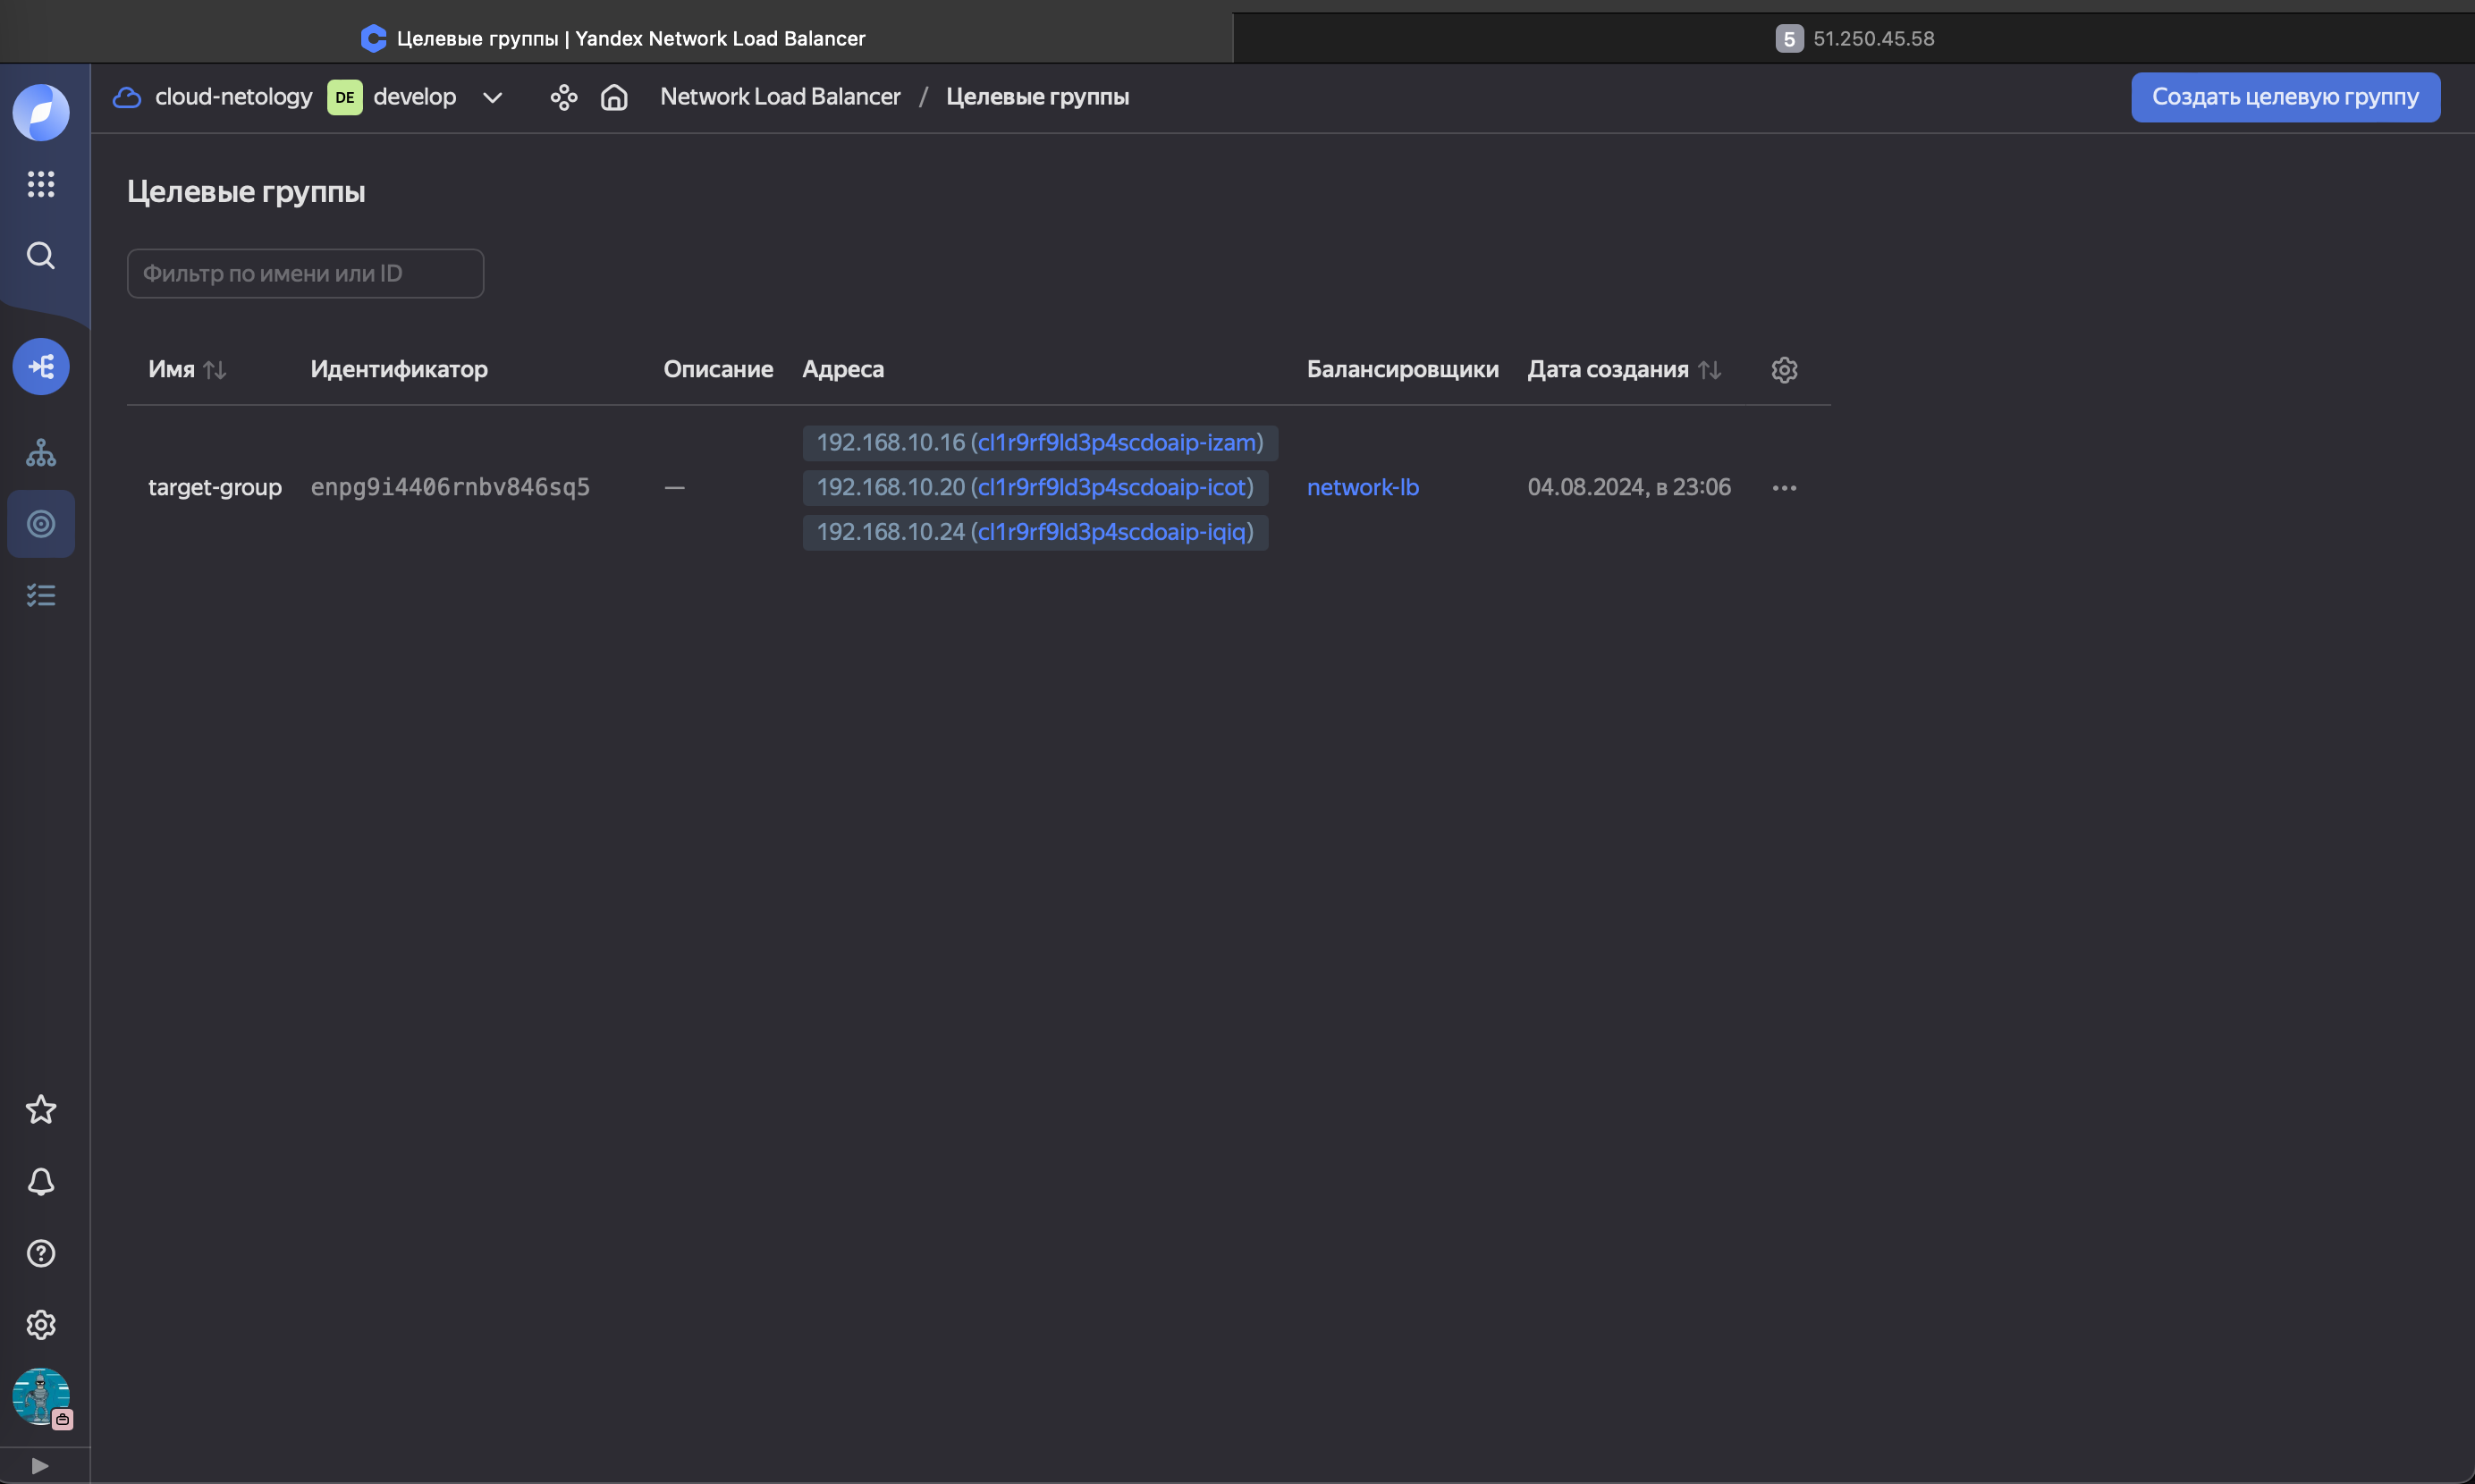 Целевые группы | Yandex Network Load Balancer
5 51.250.45.58
cloud-netology DE develop Network Load Balancer / Целевые группы Создать целевую группу
Целевые группы
Фильтр по имени или ID
Имя Идентификатор Описание Адреса Балансировщики Дата создания
192.168.10.16 (cl1r9rf9ld3p4scdoaip-izam)
target-group enpg9i4406rnbv846sq5 — 192.168.10.20 (cl1r9rf9ld3p4scdoaip-icot) network-lb 04.08.2024, в 23:06
192.168.10.24 (cl1r9rf9ld3p4scdoaip-iqiq)